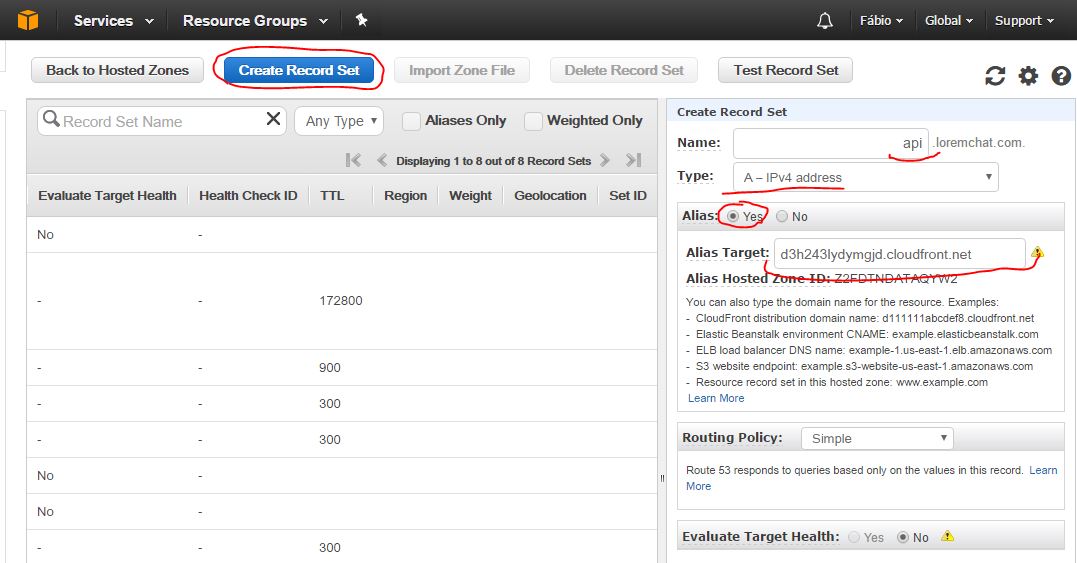 Services Resource Groups Fábio Global Support
Back to Hosted Zones Create Record Set Import Zone File Delete Record Set Test Record Set
Record Set Name Any Type Aliases Only Weighted Only
Displaying 1 to 8 out of 8 Record Sets
Evaluate Target Health Health Check ID TTL Region Weight Geolocation Set ID
No -
- - 172800
- - 900
- - 300
- - 300
No -
No -
- - 300
Create Record Set
Name: api .loremchat.com.
Type: A – IPv4 address
Alias: Yes No
Alias Target: d3h243lydymgjd.cloudfront.net
Alias Hosted Zone ID: Z2FDTNDATAQYW2
You can also type the domain name for the resource. Examples:
- CloudFront distribution domain name: d111111abcdef8.cloudfront.net
- Elastic Beanstalk environment CNAME: example.elasticbeanstalk.com
- ELB load balancer DNS name: example-1.us-east-1.elb.amazonaws.com
- S3 website endpoint: example.s3-website-us-east-1.amazonaws.com
- Resource record set in this hosted zone: www.example.com
Learn More
Routing Policy: Simple
Route 53 responds to queries based only on the values in this record. Learn
More
Evaluate Target Health: Yes No